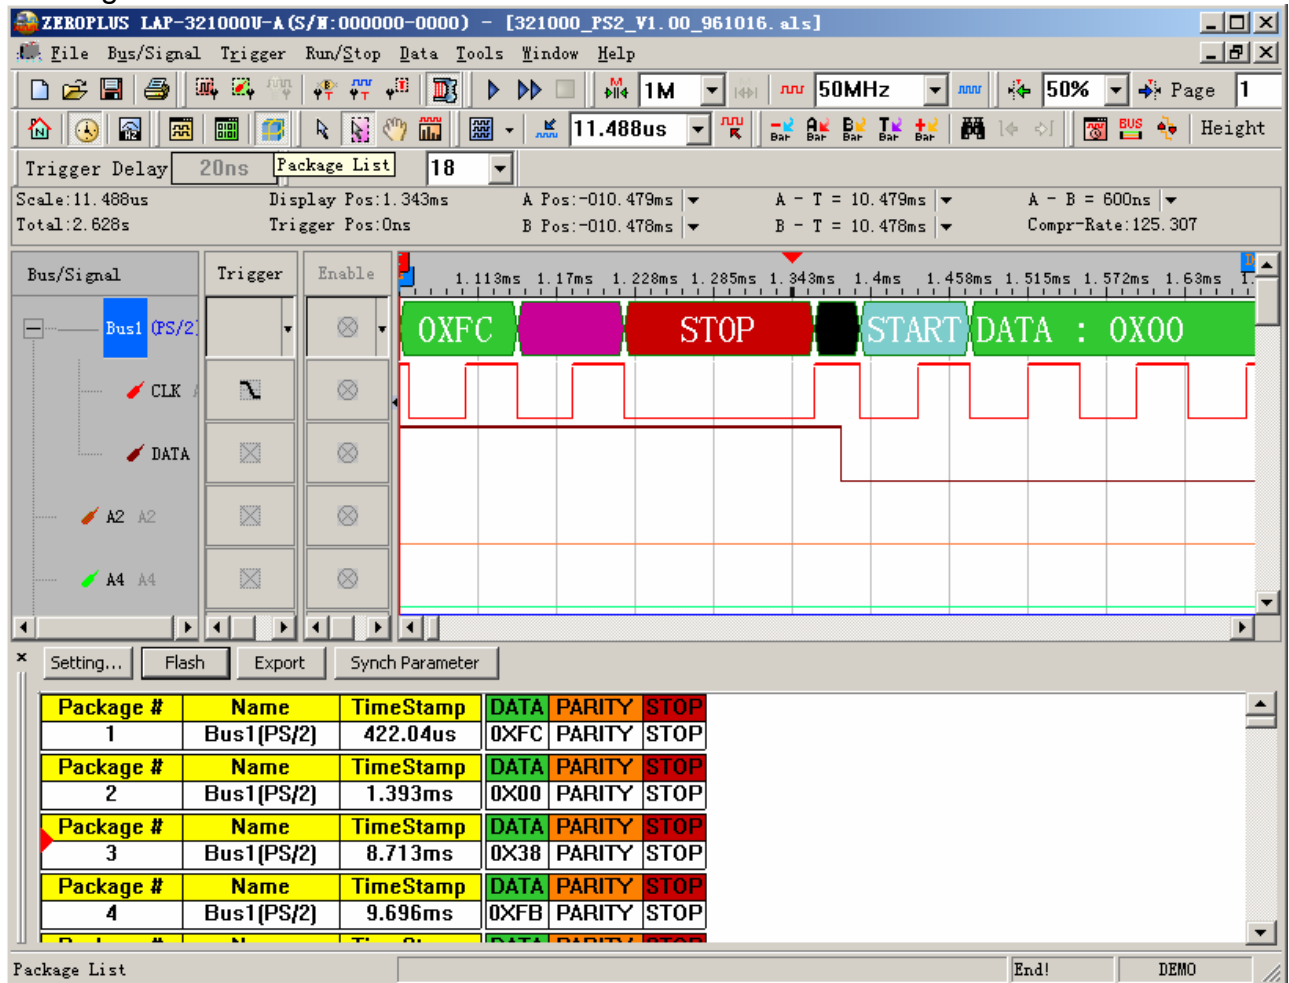 ZEROPLUS LAP-321000U-A(S/N:000000-0000) - [321000_PS2_V1.00_961016.als]
File Bus/Signal Trigger Run/Stop Data Tools Window Help
1M 50MHz 50% Page 1
11.488us Bar Bar Bar Bar Bar BUS Height
Trigger Delay 20ns Package List 18
Scale:11.488us Display Pos:1.343ms A Pos:-010.479ms A - T = 10.479ms A - B = 600ns
Total:2.628s Trigger Pos:0ns B Pos:-010.478ms B - T = 10.478ms Compr-Rate:125.307
Bus/Signal Trigger Enable 1.113ms 1.17ms 1.228ms 1.285ms 1.343ms 1.4ms 1.458ms 1.515ms 1.572ms 1.63ms
Bus1 (PS/2) 0XFC STOP START DATA : 0X00
CLK
DATA
A2 A2
A4 A4
Setting... Flash Export Synch Parameter
Package # Name TimeStamp DATA PARITY STOP
1 Bus1(PS/2) 422.04us 0XFC PARITY STOP
Package # Name TimeStamp DATA PARITY STOP
2 Bus1(PS/2) 1.393ms 0X00 PARITY STOP
Package # Name TimeStamp DATA PARITY STOP
3 Bus1(PS/2) 8.713ms 0X38 PARITY STOP
Package # Name TimeStamp DATA PARITY STOP
4 Bus1(PS/2) 9.696ms 0XFB PARITY STOP
Package List End! DEMO